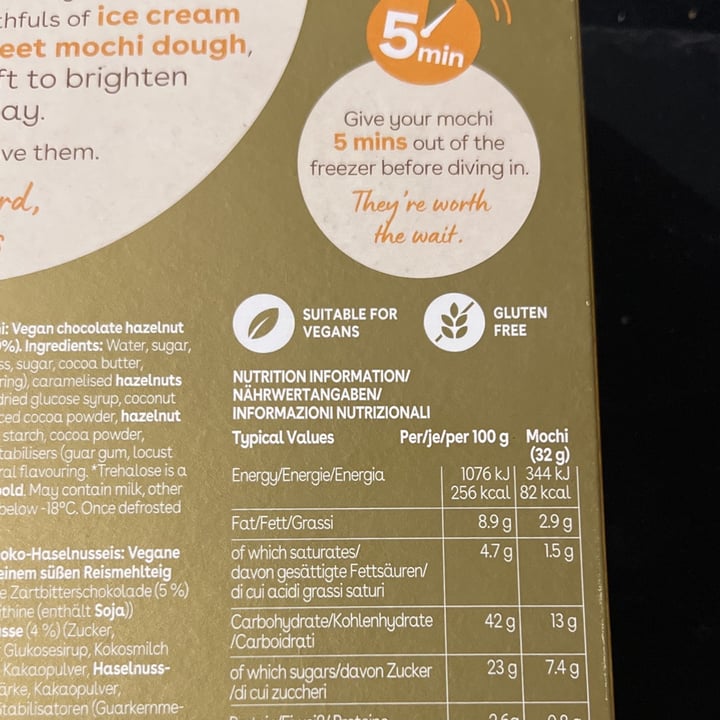 thfuls of ice cream
eet mochi dough,
ft to brighten
ay.
ve them.
rd,
5 min
Give your mochi
5 mins out of the
freezer before diving in.
They're worth
the wait.
SUITABLE FOR
VEGANS
GLUTEN
FREE
i: Vegan chocolate hazelnut
%). Ingredients: Water, sugar,
ss, sugar, cocoa butter,
ring), caramelised hazelnuts
dried glucose syrup, coconut
ced cocoa powder, hazelnut
starch, cocoa powder,
tabilisers (guar gum, locust
ral flavouring. *Trehalose is a
bold. May contain milk, other
below -18°C. Once defrosted
oko-Haselnusseis: Vegane
einem süßen Reismehlteig
e Zartbitterschokolade (5 %)
ithine (enthält Soja))
sse (4 %) (Zucker,
Glukosesirup, Kokosmilch
Kakaopulver, Haselnuss-
ärke, Kakaopulver,
Stabilisatoren (Guarkernme-
NUTRITION INFORMATION/
NÄHRWERTANGABEN/
INFORMAZIONI NUTRIZIONALI
Typical Values Per/je/per 100 g Mochi
(32 g)
Energy/Energie/Energia 1076 kJ 344 kJ
256 kcal 82 kcal
Fat/Fett/Grassi 8.9 g 2.9 g
of which saturates/ 4.7 g 1.5 g
davon gesättigte Fettsäuren/
di cui acidi grassi saturi
Carbohydrate/Kohlenhydrate 42 g 13 g
/Carboidrati
of which sugars/davon Zucker 23 g 7.4 g
/di cui zuccheri